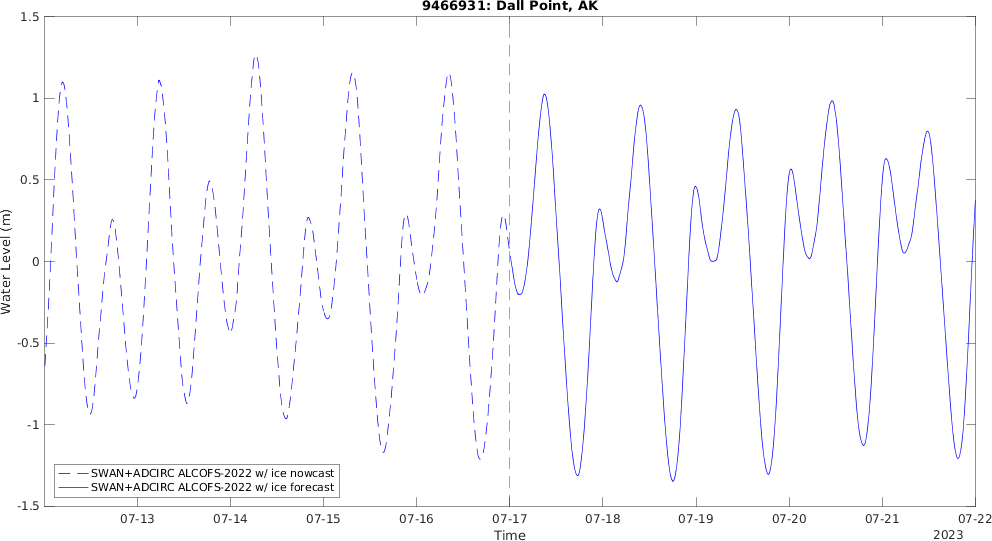 9466931: Dall Point, AK
1.5
1
0.5
0
-0.5
-1
-1.5
Water Level (m)
SWAN+ADCIRC ALCOFS-2022 w/ ice nowcast
SWAN+ADCIRC ALCOFS-2022 w/ ice forecast
07-13 07-14 07-15 07-16 07-17 07-18 07-19 07-20 07-21 07-22
Time
2023